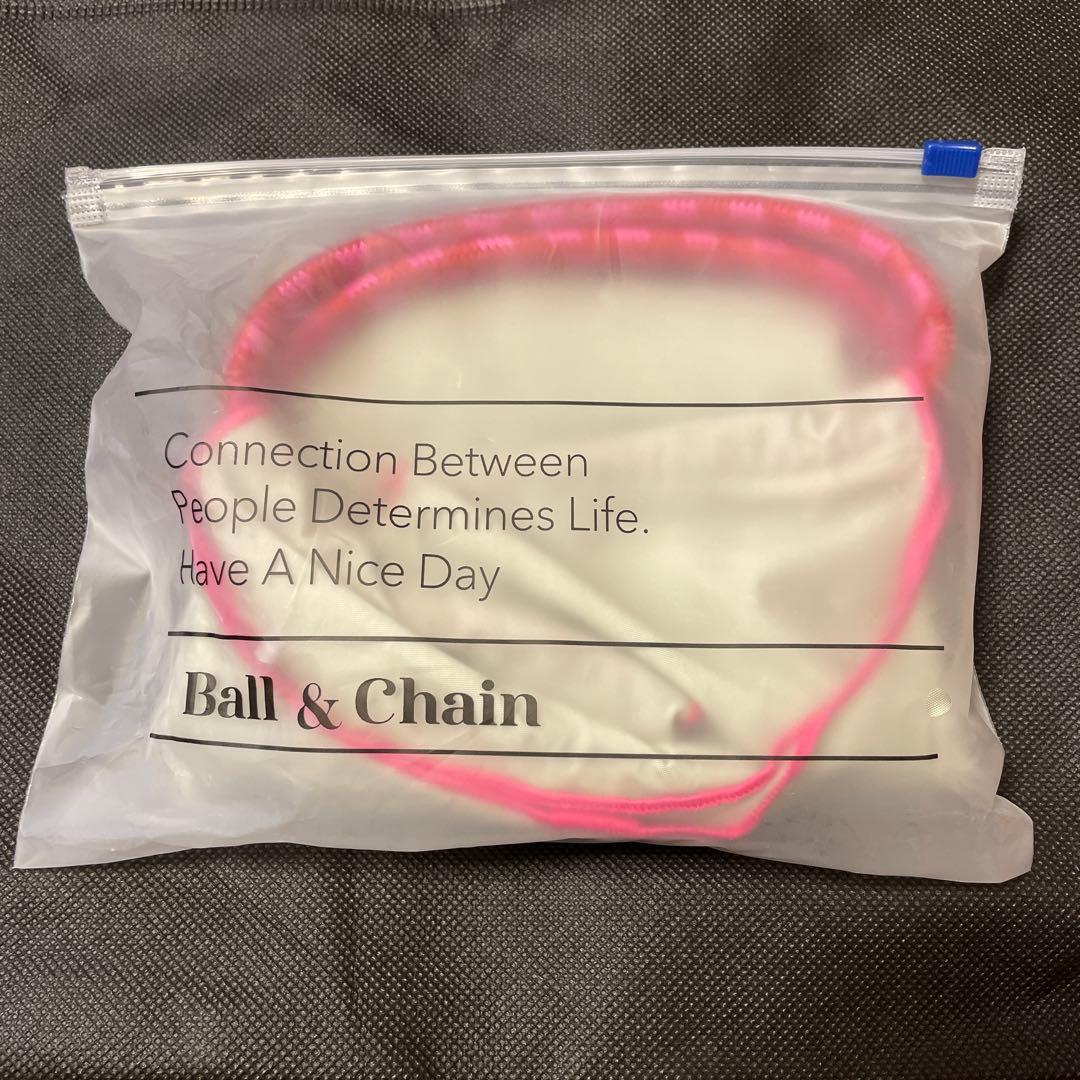 Connection Between
People Determines Life.
Have A Nice Day
Ball & Chain